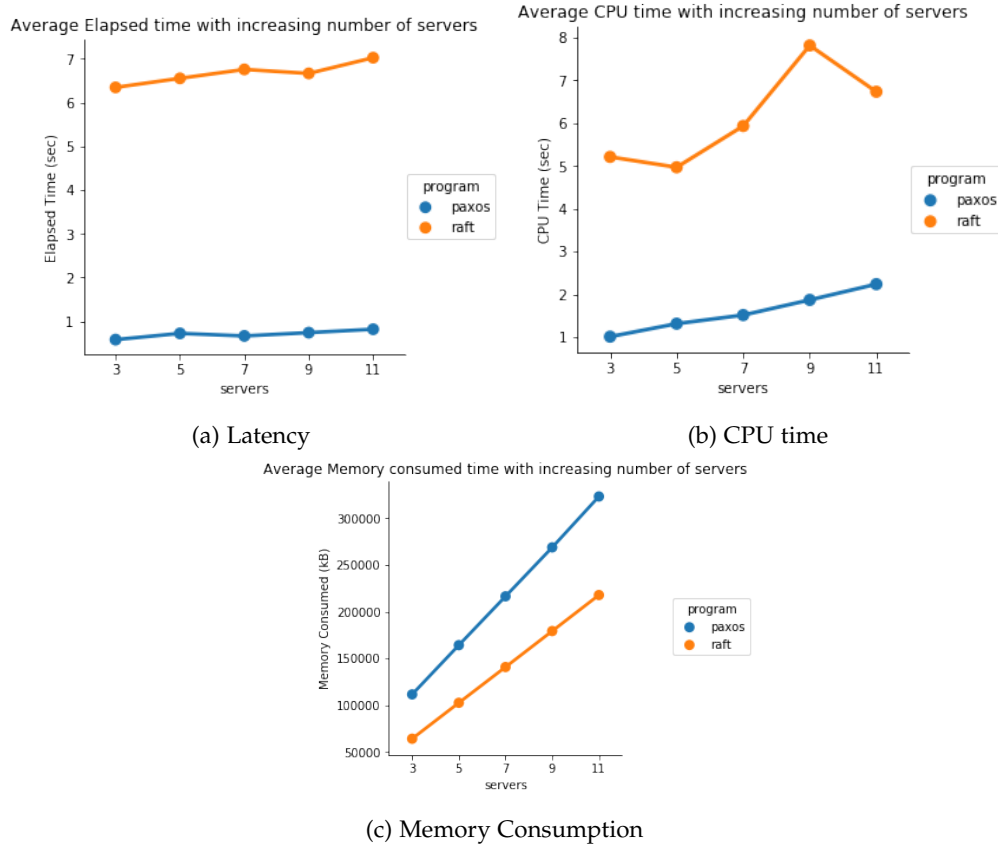 Average Elapsed time with increasing number of servers
7
6
5
4
3
2
1
Elapsed Time (sec)
3 5 7 9 11
servers
program
paxos
raft
(a) Latency
Average CPU time with increasing number of servers
8
7
6
5
4
3
2
1
CPU Time (sec)
3 5 7 9 11
servers
program
paxos
raft
(b) CPU time
Average Memory consumed time with increasing number of servers
300000
250000
200000
150000
100000
50000
Memory Consumed (kB)
3 5 7 9 11
servers
program
paxos
raft
(c) Memory Consumption